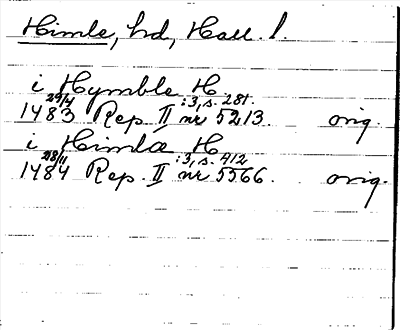 Himle, hd, Hall. l.
i Hymble H
29/4 :3, s. 281.
1483 Rep. II nr 5213. orig.
i Himla H
28/11 :3, s. 412
1484 Rep. II nr 5566. orig.